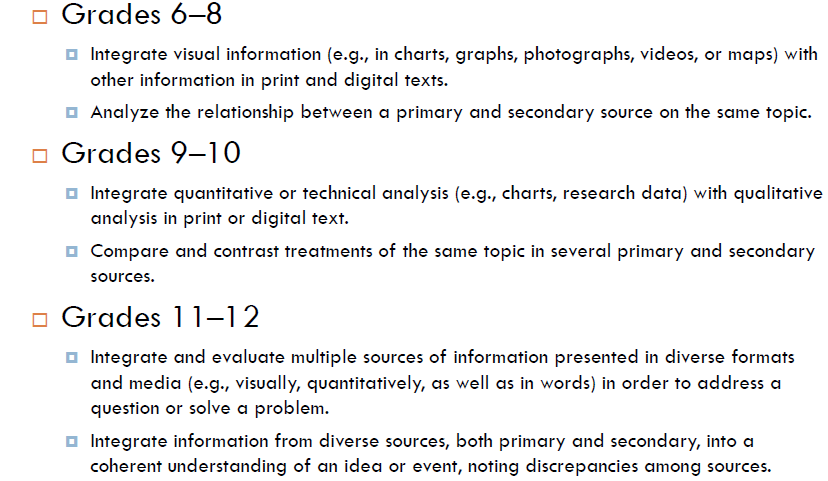 Grades 6–8
Integrate visual information (e.g., in charts, graphs, photographs, videos, or maps) with
other information in print and digital texts.
Analyze the relationship between a primary and secondary source on the same topic.
Grades 9–10
Integrate quantitative or technical analysis (e.g., charts, research data) with qualitative
analysis in print or digital text.
Compare and contrast treatments of the same topic in several primary and secondary
sources.
Grades 11–12
Integrate and evaluate multiple sources of information presented in diverse formats
and media (e.g., visually, quantitatively, as well as in words) in order to address a
question or solve a problem.
Integrate information from diverse sources, both primary and secondary, into a
coherent understanding of an idea or event, noting discrepancies among sources.